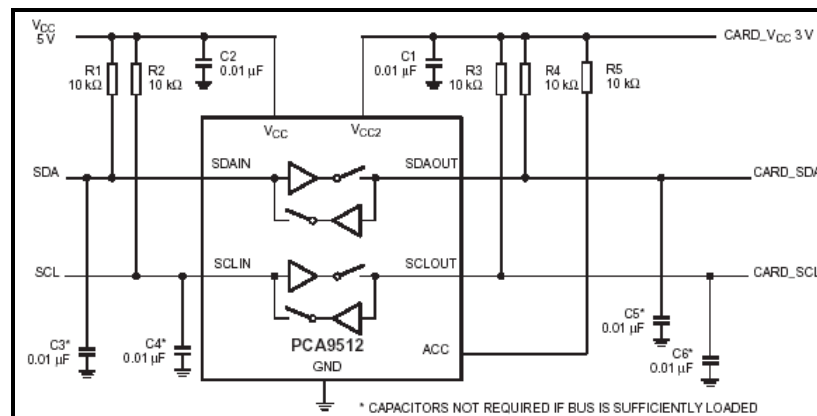 VCC
5 V
CARD_VCC 3 V
R1
10 kΩ
R2
10 kΩ
C2
0.01 µF
C1
0.01 µF
R3
10 kΩ
R4
10 kΩ
R5
10 kΩ
VCC
VCC2
SDA
SDAIN
SDAOUT
CARD_SDA
SCL
SCLIN
SCLOUT
CARD_SCL
C3*
0.01 µF
C4*
0.01 µF
PCA9512
ACC
GND
C5*
0.01 µF
C6*
0.01 µF
* CAPACITORS NOT REQUIRED IF BUS IS SUFFICIENTLY LOADED